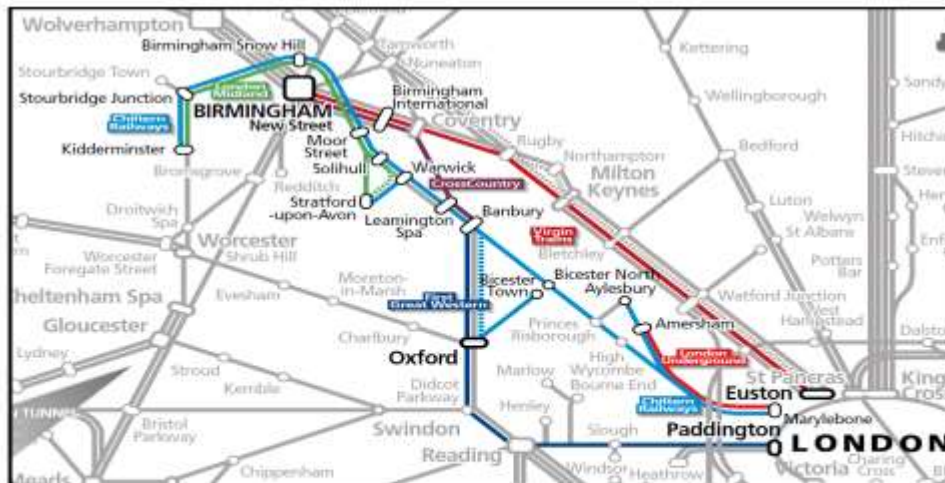 Wolverhampton
Birmingham Snow Hill
Tamworth
Nuneaton
Kettering
Stourbridge Town
London
Midland
Birmingham
International
Stourbridge Junction
BIRMINGHAM
New Street
Coventry
Wellingborough
Chiltern
Railways
Kidderminster
Moor
Street
Rugby
Northampton
Bedford
Bromsgrove
Solihull
Warwick
Milton
Keynes
Redditch
CrossCountry
Stratford
-upon-Avon
Leamington
Spa
Banbury
Luton
Droitwich
Spa
Virgin
Trains
Welwyn
St Albans
Worcester
Foregate Street
Worcester
Shrub Hill
Bletchley
Potters
Bar
Moreton
in-Marsh
Bicester
Town
Bicester North
Aylesbury
Cheltenham Spa
Evesham
First
Great Western
Watford Junction
West
Hampstead
Gloucester
Charlbury
Princes
Risborough
Amersham
Lydney
Oxford
London
Underground
Stroud
High
Wycombe
St Pancras
Kemble
Didcot
Parkway
Marlow
Bourne End
Euston
King
Cross
Chiltern
Railways
Marylebone
TUNNEL
Bristol
Parkway
Swindon
Henley
Slough
Paddington
LONDON
Reading
Chippenham
Windsor
Heathrow
Victoria
Charing
Cross